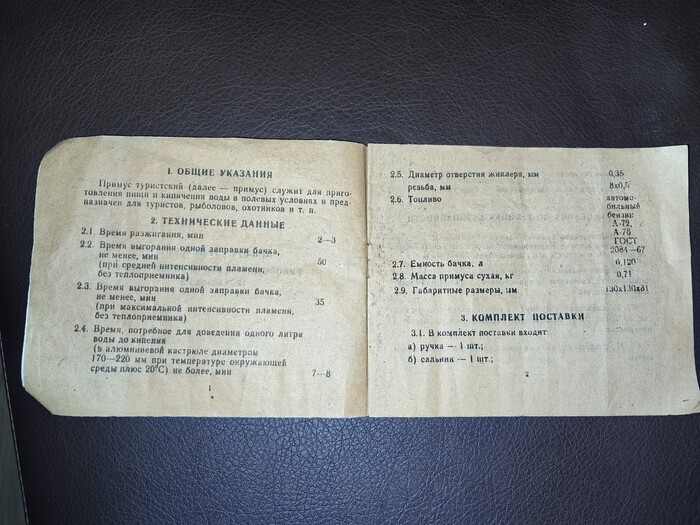 1. ОБЩИЕ УКАЗАНИЯ
Примус туристский (далее — примус) служит для приго-
товления пищи и кипячения воды в полевых условиях и пред-
назначен для туристов, рыболовов, охотников и т. п.
2. ТЕХНИЧЕСКИЕ ДАННЫЕ
2.1. Время разжигания, мин 2—3
2.2. Время выгорания одной заправки бачка,
не менее, мин 50
(при средней интенсивности пламени,
без теплоприемника)
2.3. Время выгорания одной заправки бачка,
не менее, мин 35
(при максимальной интенсивности пламени,
без теплоприемника)
2.4. Время, потребное для доведения одного литра
воды до кипения
(в алюминиевой кастрюле диаметром
170—220 мм при температуре окружающей
среды плюс 20°С) не более, мин 7—8
1
2.5. Диаметр отверстия жиклера, мм 0,35
резьба, мм 8х0,5
2.6. Топливо автомо-
бильный
бензин
А-72,
А-76
ГОСТ
2084—67
2.7. Емкость бачка, л 0,120
2.8. Масса примуса сухая, кг 0,71
2.9. Габаритные размеры, мм 130х130х81
3. КОМПЛЕКТ ПОСТАВКИ
3.1. В комплект поставки входит
а) ручка — 1 шт.;
б) сальник — 1 шт.;
2